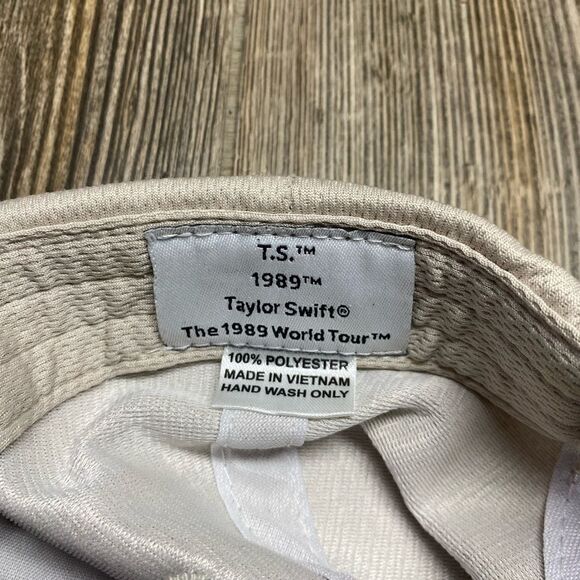 T.S.™
1989™
Taylor Swift®
The 1989 World Tour™
100% POLYESTER
MADE IN VIETNAM
HAND WASH ONLY